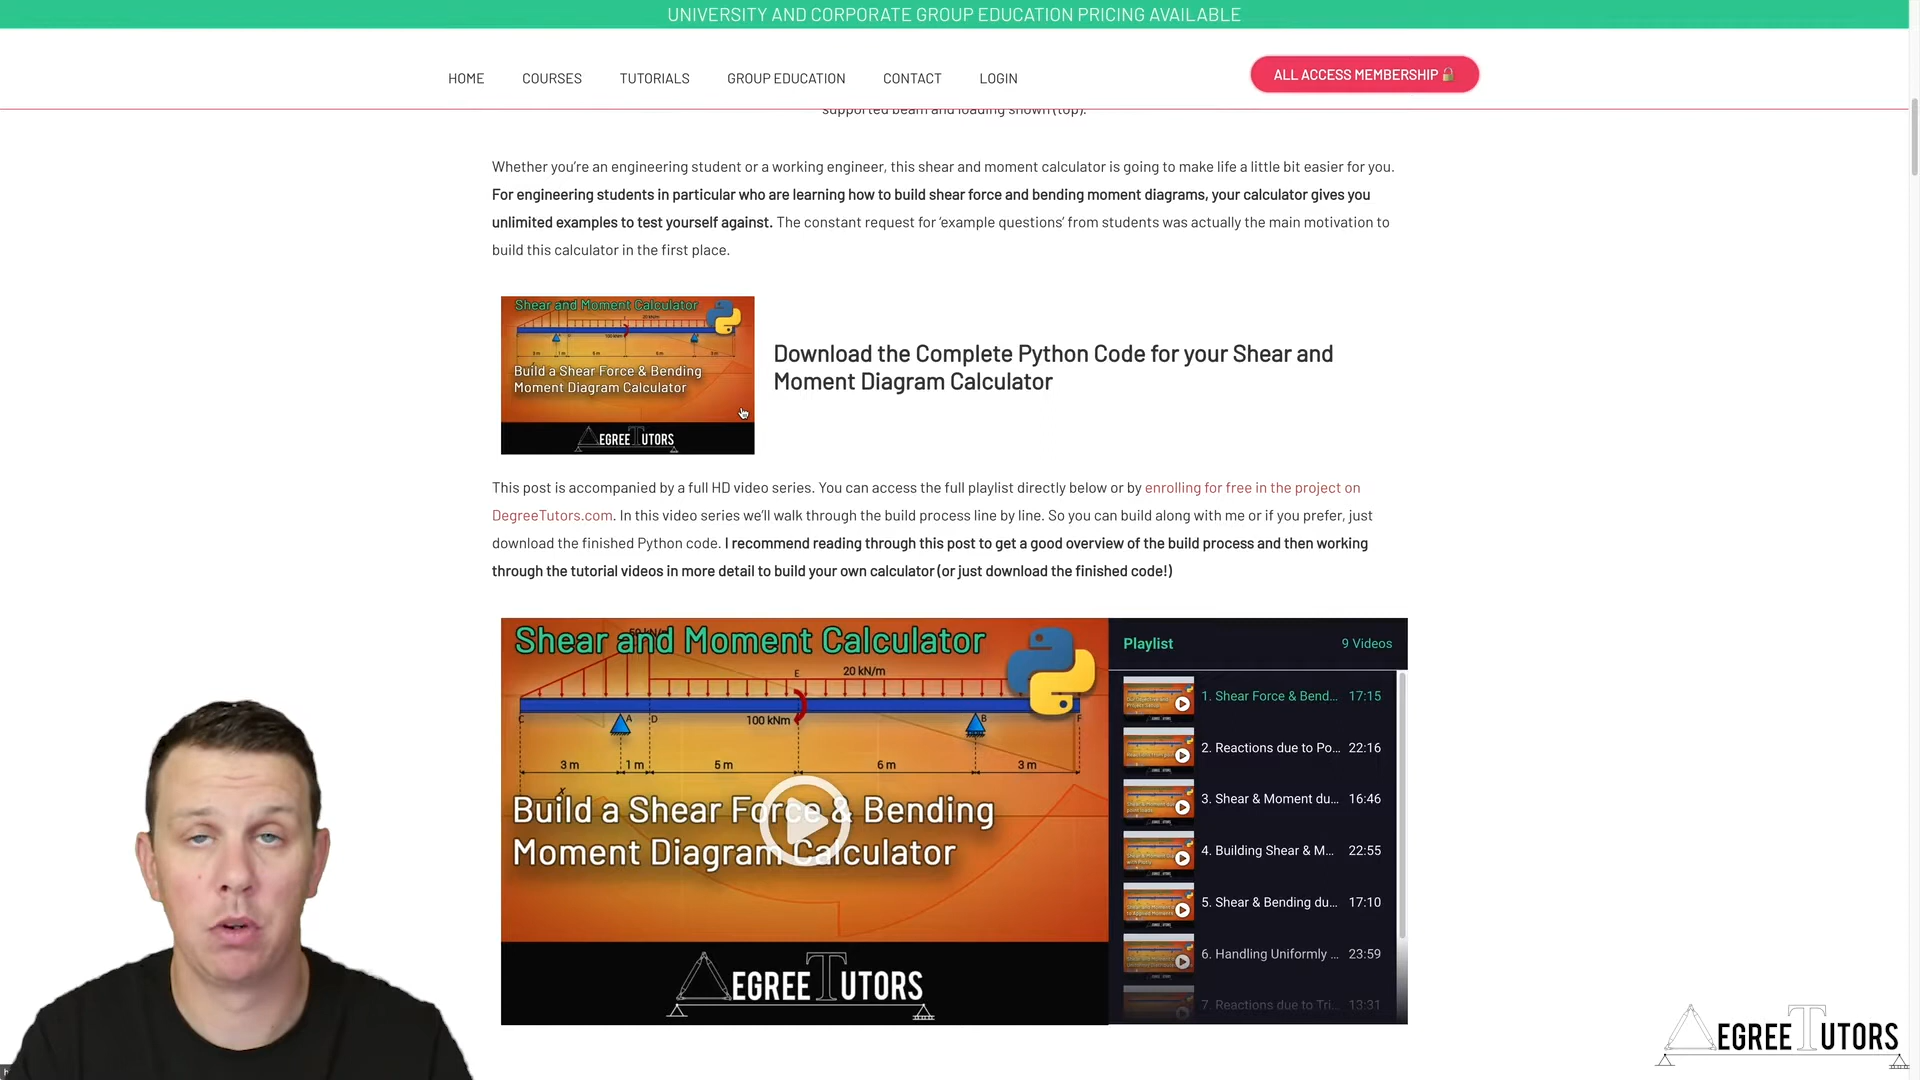 UNIVERSITY AND CORPORATE GROUP EDUCATION PRICING AVAILABLE
HOME COURSES TUTORIALS GROUP EDUCATION CONTACT LOGIN
ALL ACCESS MEMBERSHIP
supported beam and loading shown (top).
Whether you’re an engineering student or a working engineer, this shear and moment calculator is going to make life a little bit easier for you.
For engineering students in particular who are learning how to build shear force and bending moment diagrams, your calculator gives you
unlimited examples to test yourself against. The constant request for ‘example questions’ from students was actually the main motivation to
build this calculator in the first place.
Shear and Moment Calculator
Build a Shear Force & Bending
Moment Diagram Calculator
DEGREE TUTORS
Download the Complete Python Code for your Shear and
Moment Diagram Calculator
This post is accompanied by a full HD video series. You can access the full playlist directly below or by enrolling for free in the project on
DegreeTutors.com. In this video series we’ll walk through the build process line by line. So you can build along with me or if you prefer, just
download the finished Python code. I recommend reading through this post to get a good overview of the build process and then working
through the tutorial videos in more detail to build your own calculator (or just download the finished code!)
Shear and Moment Calculator
E 20 kN/m
C A D 100 kNm B F
3 m 1 m 5 m 6 m 3 m
x
Build a Shear Force & Bending
Moment Diagram Calculator
DEGREE TUTORS
Playlist 9 Videos
1. Shear Force & Bend... 17:15
2. Reactions due to Po... 22:16
3. Shear & Moment du... 16:46
4. Building Shear & M... 22:55
5. Shear & Bending du... 17:10
6. Handling Uniformly ... 23:59
7. Reactions due to Tri... 13:31
DEGREE TUTORS